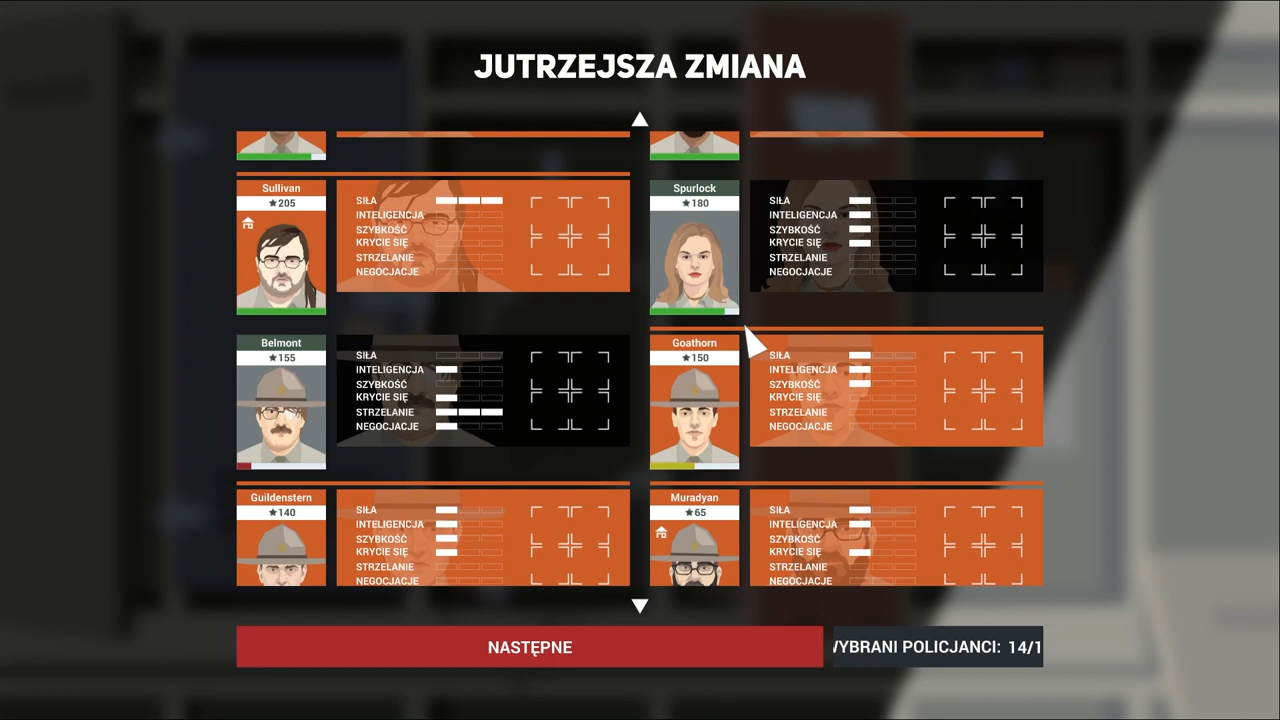 JUTRZEJSZA ZMIANA
Sullivan
★205
SIŁA
INTELIGENCJA
SZYBKOŚĆ
KRYCIE SIĘ
STRZELANIE
NEGOCJACJE
Spurlock
★180
SIŁA
INTELIGENCJA
SZYBKOŚĆ
KRYCIE SIĘ
STRZELANIE
NEGOCJACJE
Belmont
★155
SIŁA
INTELIGENCJA
SZYBKOŚĆ
KRYCIE SIĘ
STRZELANIE
NEGOCJACJE
Goathorn
★150
SIŁA
INTELIGENCJA
SZYBKOŚĆ
KRYCIE SIĘ
STRZELANIE
NEGOCJACJE
Guildenstern
★140
SIŁA
INTELIGENCJA
SZYBKOŚĆ
KRYCIE SIĘ
STRZELANIE
NEGOCJACJE
Muradyan
★65
SIŁA
INTELIGENCJA
SZYBKOŚĆ
KRYCIE SIĘ
STRZELANIE
NEGOCJACJE
NASTĘPNE
WYBRANI POLICJANCI: 14/1